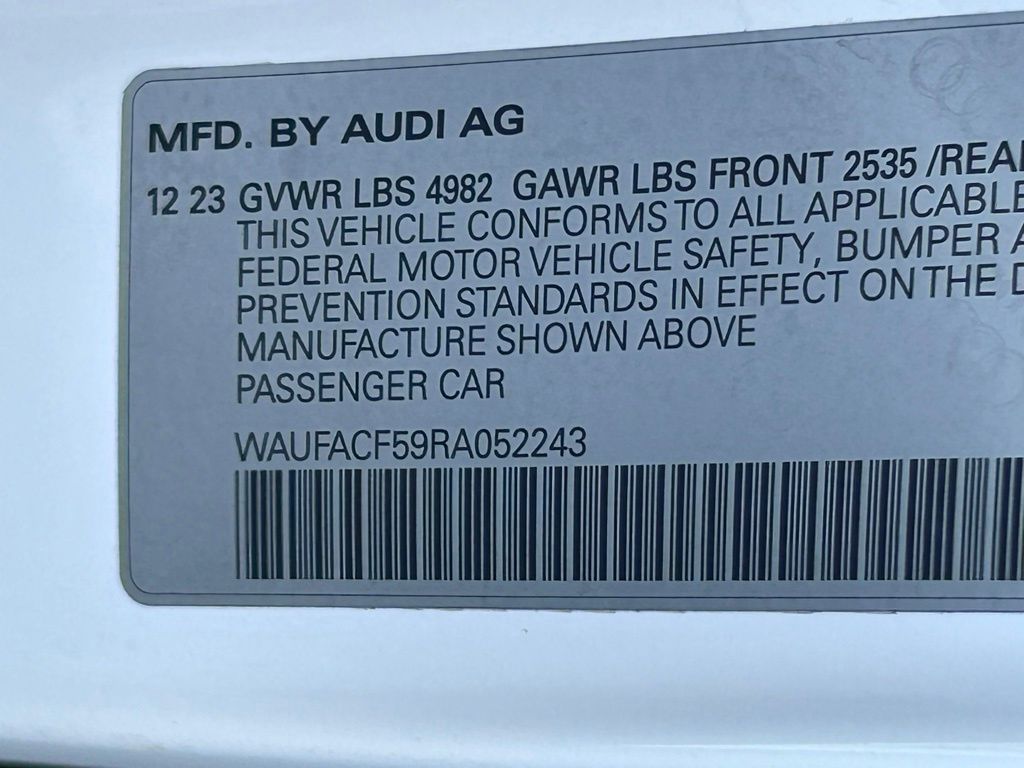 MFD. BY AUDI AG
12 23 GVWR LBS 4982 GAWR LBS FRONT 2535 /REA
THIS VEHICLE CONFORMS TO ALL APPLICABLE
FEDERAL MOTOR VEHICLE SAFETY, BUMPER A
PREVENTION STANDARDS IN EFFECT ON THE D
MANUFACTURE SHOWN ABOVE
PASSENGER CAR
WAUFACF59RA052243